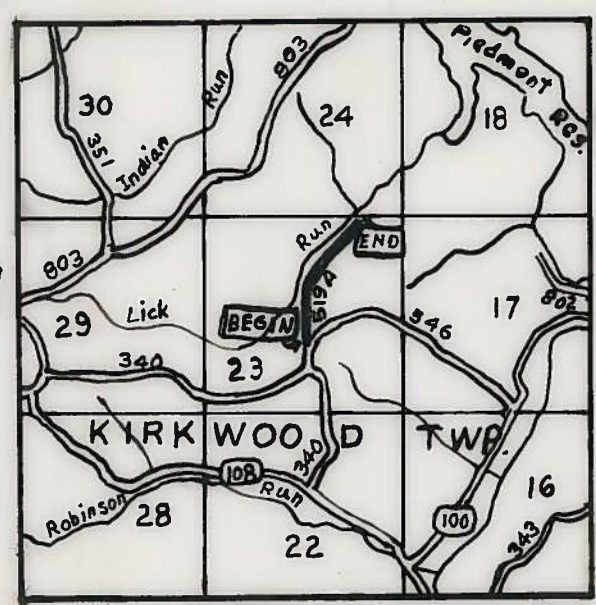 803
Piedmont
Res.
30
24
18
351
Indian
Run
Run
END
803
519A
17
802
BEGIN
29
Lick
546
340
23
KIRKWOOD TWP.
340
108
Run
16
Robinson
28
100
22
343